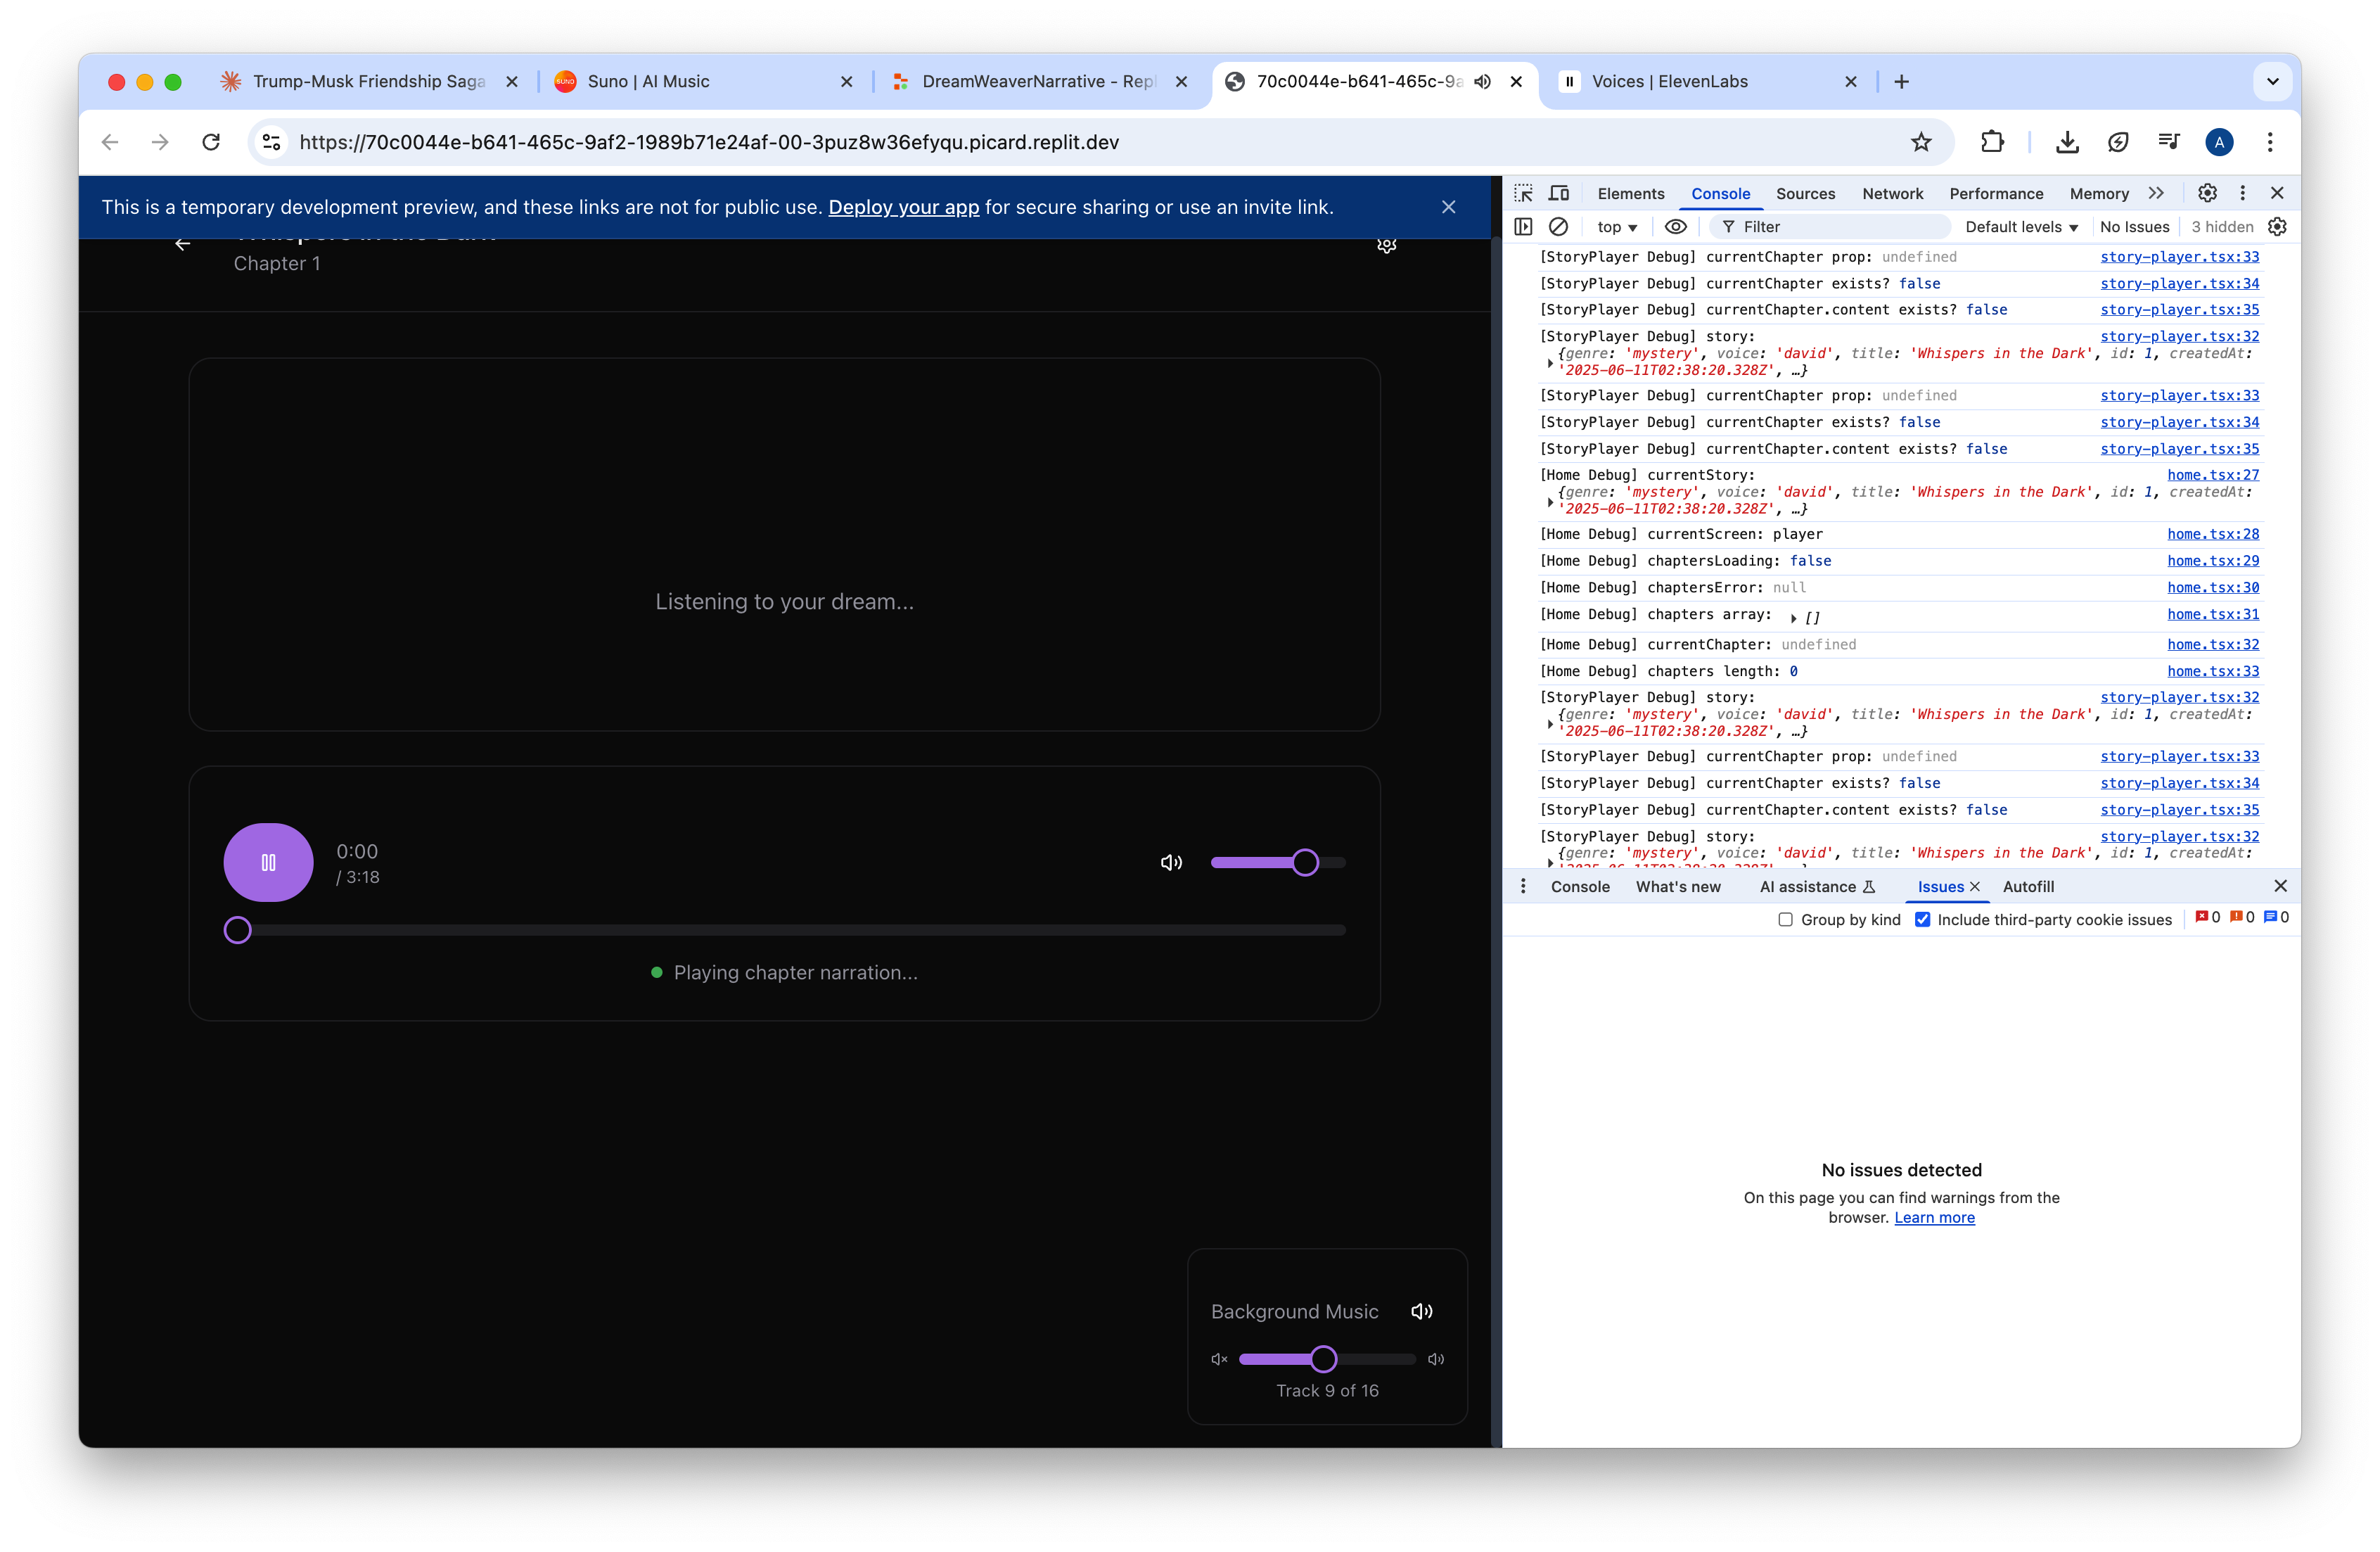 Trump-Musk Friendship Saga
Suno | AI Music
DreamWeaverNarrative - Repl
70c0044e-b641-465c-9a
Voices | ElevenLabs
https://70c0044e-b641-465c-9af2-1989b71e24af-00-3puz8w36efyqu.picard.replit.dev
A
This is a temporary development preview, and these links are not for public use. Deploy your app for secure sharing or use an invite link.
Whispers in the Dark
Chapter 1
Listening to your dream...
0:00
/ 3:18
Playing chapter narration...
Background Music
Track 9 of 16
Elements Console Sources Network Performance Memory
top Filter Default levels No Issues 3 hidden
[StoryPlayer Debug] currentChapter prop: undefined story-player.tsx:33
[StoryPlayer Debug] currentChapter exists? false story-player.tsx:34
[StoryPlayer Debug] currentChapter.content exists? false story-player.tsx:35
[StoryPlayer Debug] story: story-player.tsx:32
{genre: 'mystery', voice: 'david', title: 'Whispers in the Dark', id: 1, createdAt:
'2025-06-11T02:38:20.328Z', …}
[StoryPlayer Debug] currentChapter prop: undefined story-player.tsx:33
[StoryPlayer Debug] currentChapter exists? false story-player.tsx:34
[StoryPlayer Debug] currentChapter.content exists? false story-player.tsx:35
[Home Debug] currentStory: home.tsx:27
{genre: 'mystery', voice: 'david', title: 'Whispers in the Dark', id: 1, createdAt:
'2025-06-11T02:38:20.328Z', …}
[Home Debug] currentScreen: player home.tsx:28
[Home Debug] chaptersLoading: false home.tsx:29
[Home Debug] chaptersError: null home.tsx:30
[Home Debug] chapters array: [] home.tsx:31
[Home Debug] currentChapter: undefined home.tsx:32
[Home Debug] chapters length: 0 home.tsx:33
[StoryPlayer Debug] story: story-player.tsx:32
{genre: 'mystery', voice: 'david', title: 'Whispers in the Dark', id: 1, createdAt:
'2025-06-11T02:38:20.328Z', …}
[StoryPlayer Debug] currentChapter prop: undefined story-player.tsx:33
[StoryPlayer Debug] currentChapter exists? false story-player.tsx:34
[StoryPlayer Debug] currentChapter.content exists? false story-player.tsx:35
[StoryPlayer Debug] story: story-player.tsx:32
{genre: 'mystery', voice: 'david', title: 'Whispers in the Dark', id: 1, createdAt:
Console What's new AI assistance Issues Autofill
Group by kind Include third-party cookie issues 0 0 0
No issues detected
On this page you can find warnings from the
browser. Learn more